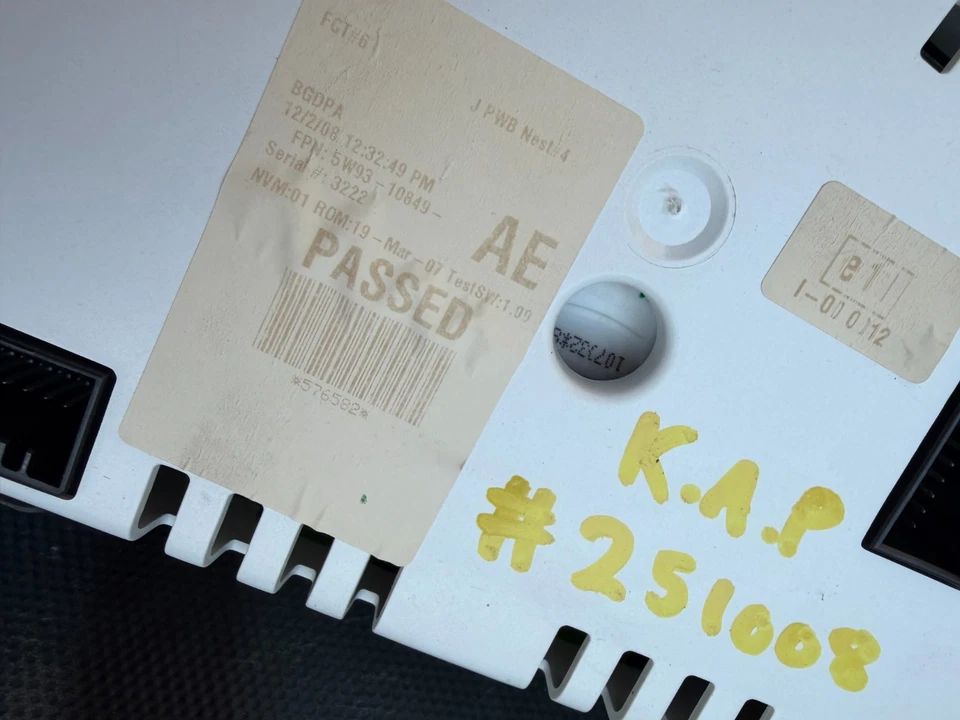 FCT#6
J PWB Nest#4
BGDPA
12/2/08 12:32:49 PM
FPN: 5W93-10849-
Serial #: 3222
AE
NVM:01 ROM:19-Mar-07 TestSW:1.09
PASSED
*576582*
e11
K.A.P
#251008